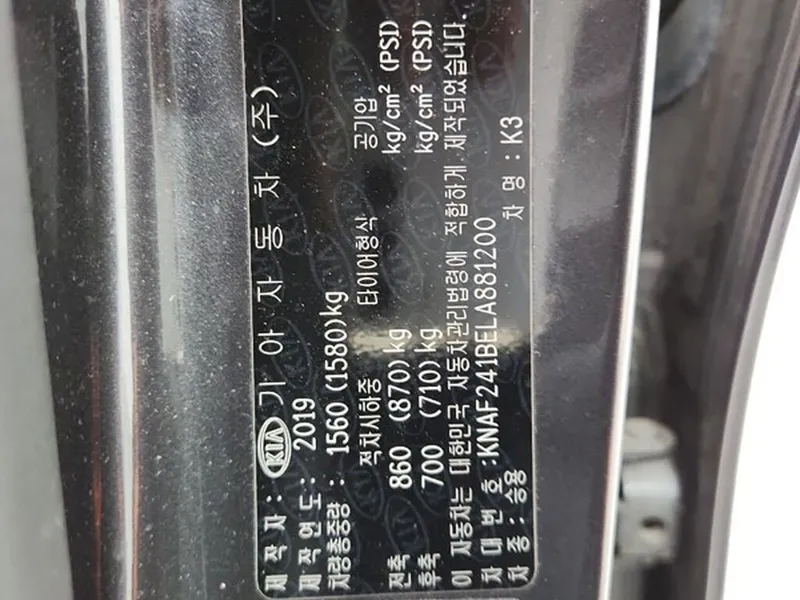 제작자 : KIA 기아자동차(주)
제작연도 : 2019
차량총중량 : 1560 (1580)kg
적차시하중 타이어형식 공기압
전축 860 (870)kg kg/cm² (PSI)
후축 700 (710)kg kg/cm² (PSI)
이 자동차는 대한민국 자동차관리법령에 적합하게 제작되었습니다.
차대번호 : KNAF241BELA881200
차종 : 승용 차명 : K3